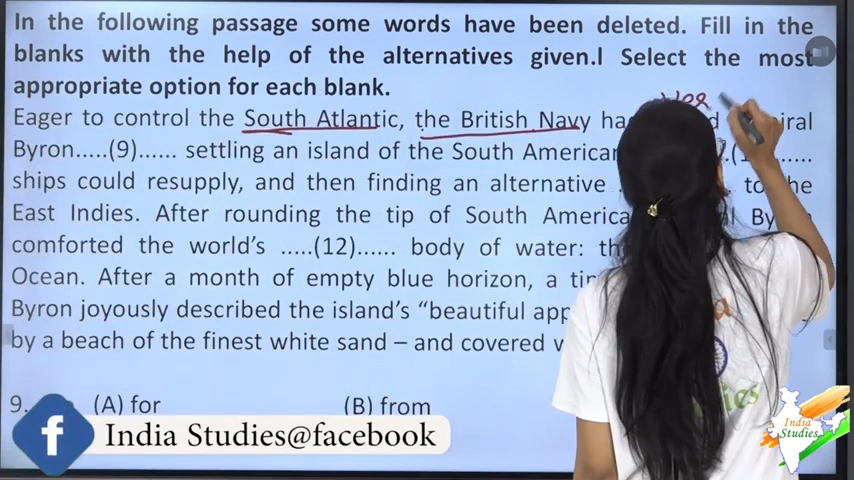 In the following passage some words have been deleted. Fill in the
blanks with the help of the alternatives given.l Select the most
appropriate option for each blank.
Eager to control the South Atlantic, the British Navy
Byron.....(9)...... settling an island of the South American
ships could resupply, and then finding an alternative
East Indies. After rounding the tip of South America
comforted the world's .....(12)...... body of water:
Ocean. After a month of empty blue horizon, a
Byron joyously described the island's "beautiful
by a beach of the finest white sand – and covered
9. (A) for (B) from
India Studies@facebook
India
Studies